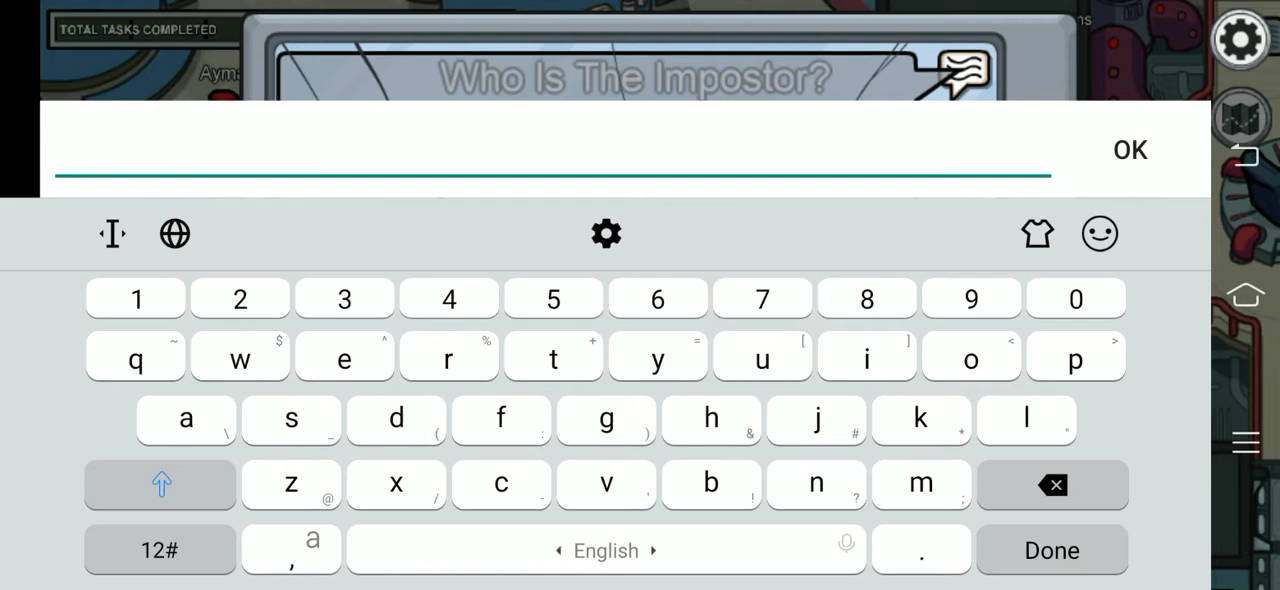 TOTAL TASKS COMPLETED
Who Is The Impostor?
OK
1 2 3 4 5 6 7 8 9 0
q ~ w $ e ^ r % t + y = u [ i ] o < p >
a \ s _ d ( f : g ) h & j # k * l "
z @ x / c - v ' b ! n ? m ;
12# , a English . Done